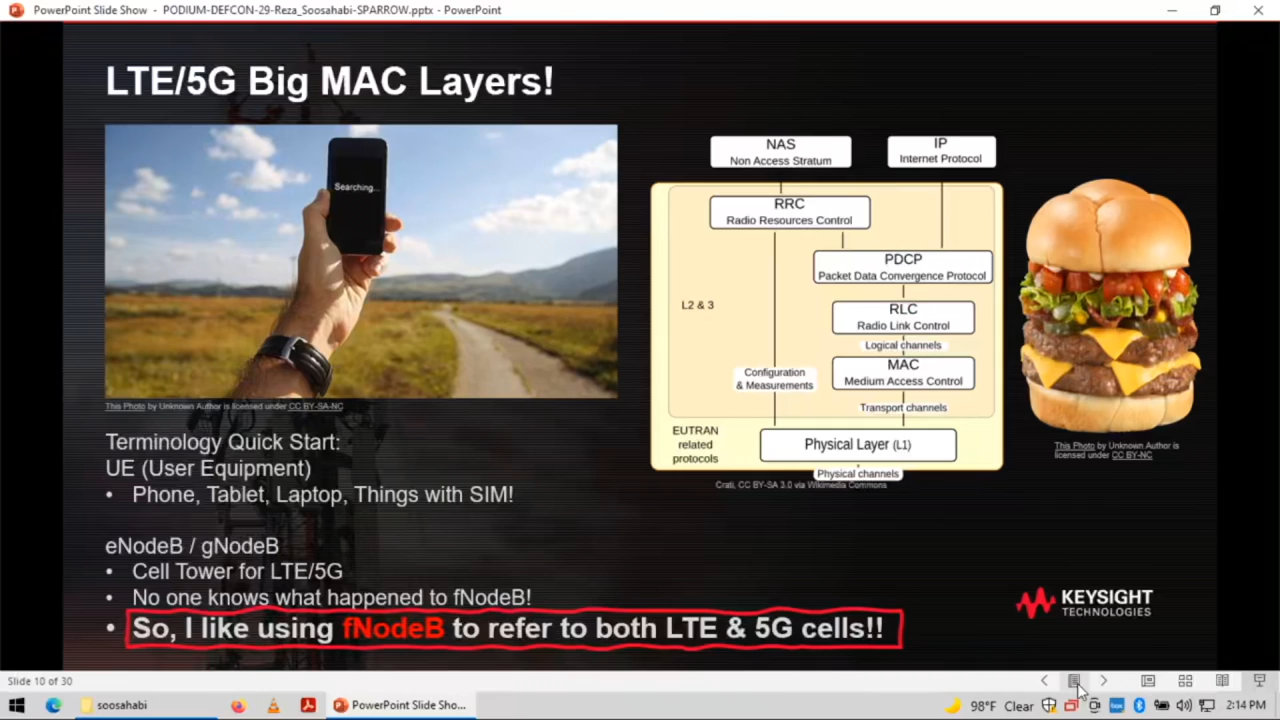 PowerPoint Slide Show - PODIUM-DEFCON-29-Reza_Soosahabi-SPARROW.pptx - PowerPoint
LTE/5G Big MAC Layers!
Searching...
This Photo by Unknown Author is licensed under CC BY-SA-NC
NAS
Non Access Stratum
IP
Internet Protocol
RRC
Radio Resources Control
PDCP
Packet Data Convergence Protocol
L2 & 3
RLC
Radio Link Control
Logical channels
MAC
Medium Access Control
Configuration
& Measurements
Transport channels
EUTRAN
related
protocols
Physical Layer (L1)
Physical channels
Crati, CC BY-SA 3.0 via Wikimedia Commons
This Photo by Unknown Author is
licensed under CC BY-NC
Terminology Quick Start:
UE (User Equipment)
• Phone, Tablet, Laptop, Things with SIM!
eNodeB / gNodeB
• Cell Tower for LTE/5G
• No one knows what happened to fNodeB!
• So, I like using fNodeB to refer to both LTE & 5G cells!!
KEYSIGHT
TECHNOLOGIES
Slide 10 of 30
soosahabi
PowerPoint Slide Sho...
98°F Clear
2:14 PM